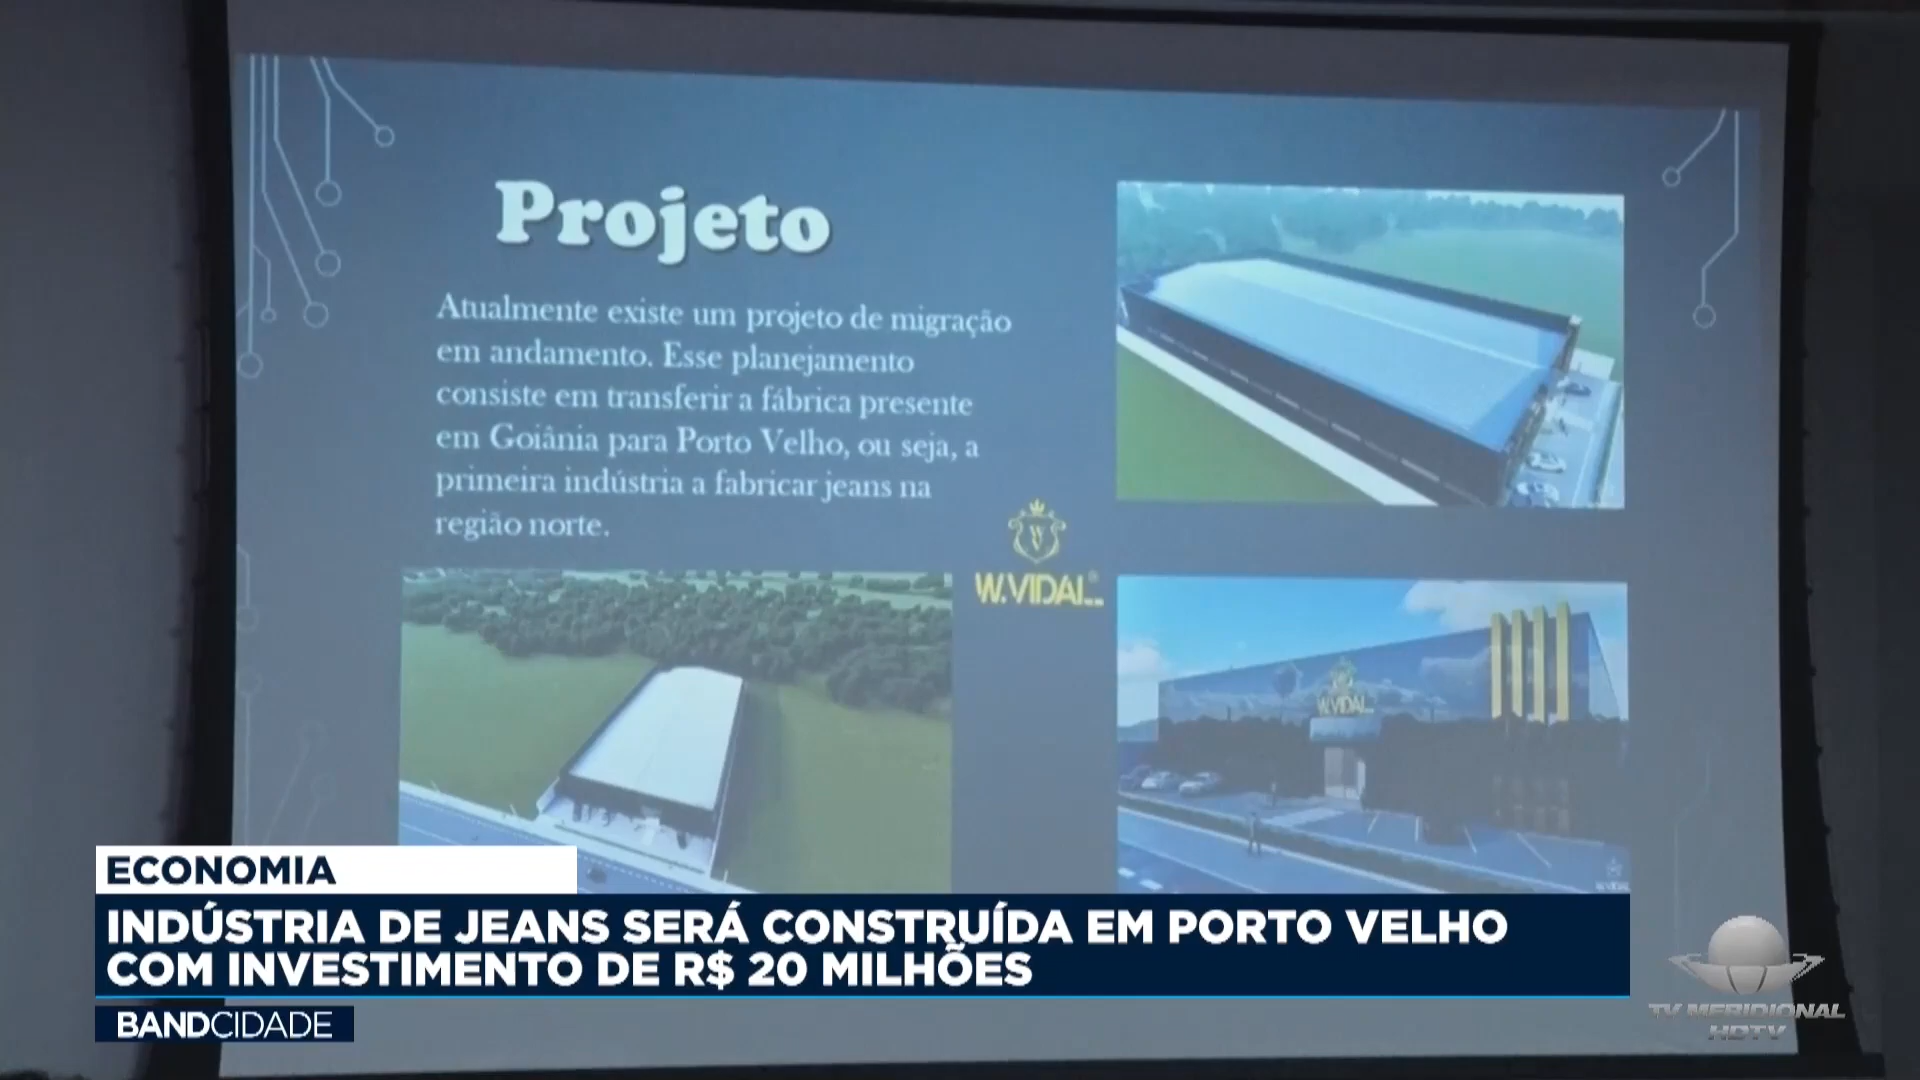 Projeto
Atualmente existe um projeto de migração
em andamento. Esse planejamento
consiste em transferir a fábrica presente
em Goiânia para Porto Velho, ou seja, a
primeira indústria a fabricar jeans na
região norte.
W.VIDAL
W.VIDAL
ECONOMIA
INDÚSTRIA DE JEANS SERÁ CONSTRUÍDA EM PORTO VELHO
COM INVESTIMENTO DE R$ 20 MILHÕES
BANDCIDADE
TV MERIDIONAL
HDTV